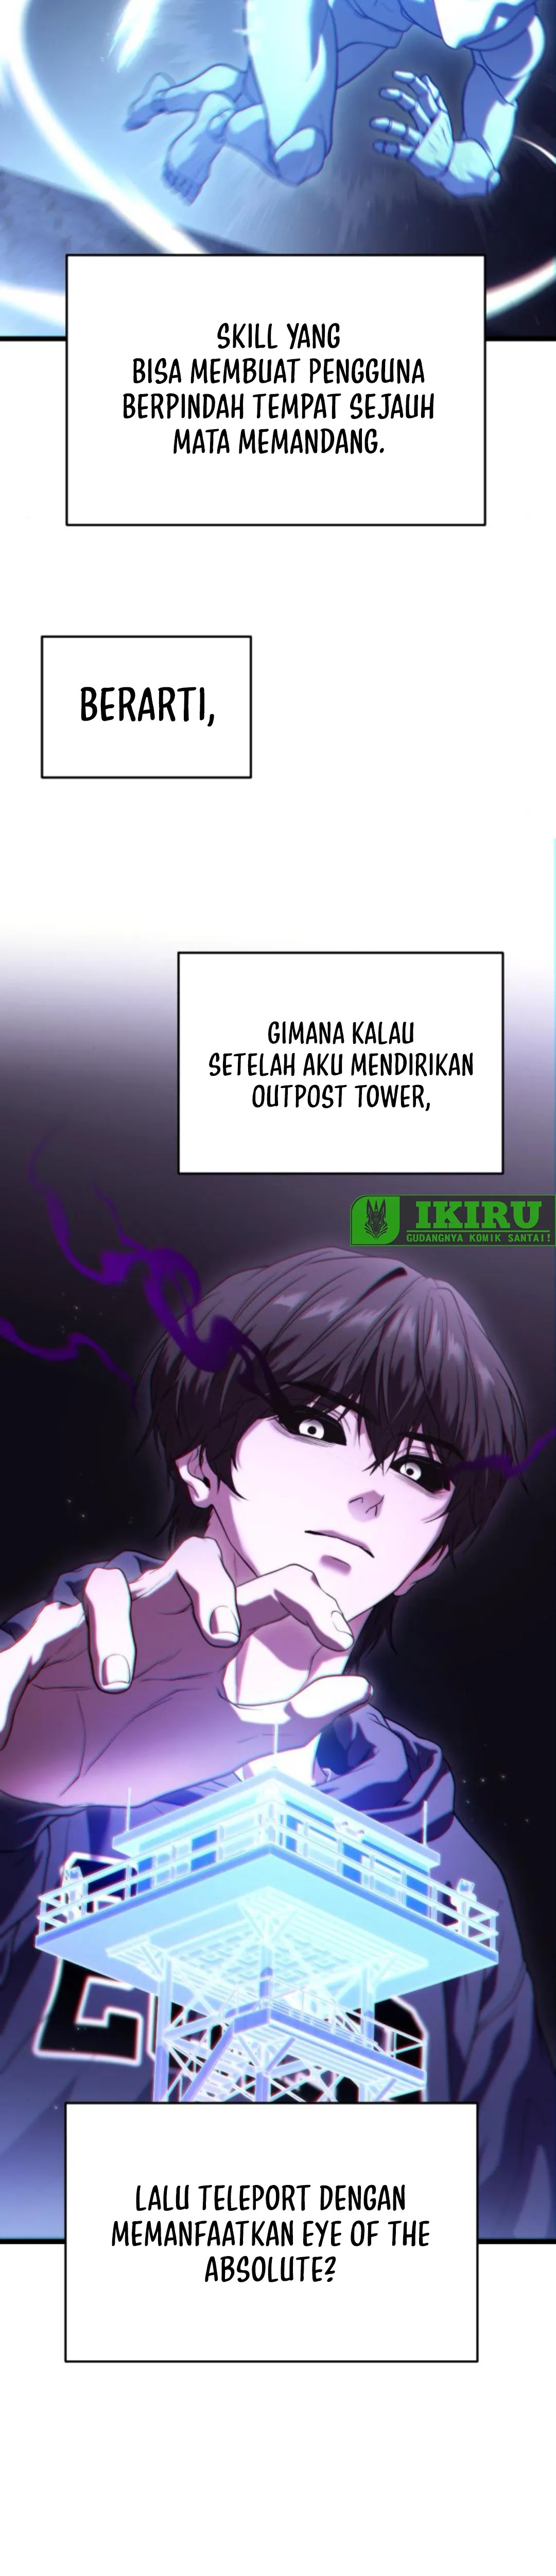 SKILL YANG
BISA MEMBUAT PENGGUNA
BERPINDAH TEMPAT SEJAUH
MATA MEMANDANG.
BERARTI,
GIMANA KALAU
SETELAH AKU MENDIRIKAN
OUTPOST TOWER,
IKIRU
GUDANGNYA KOMIK SANTAI!
LALU TELEPORT DENGAN
MEMANFAATKAN EYE OF THE
ABSOLUTE?